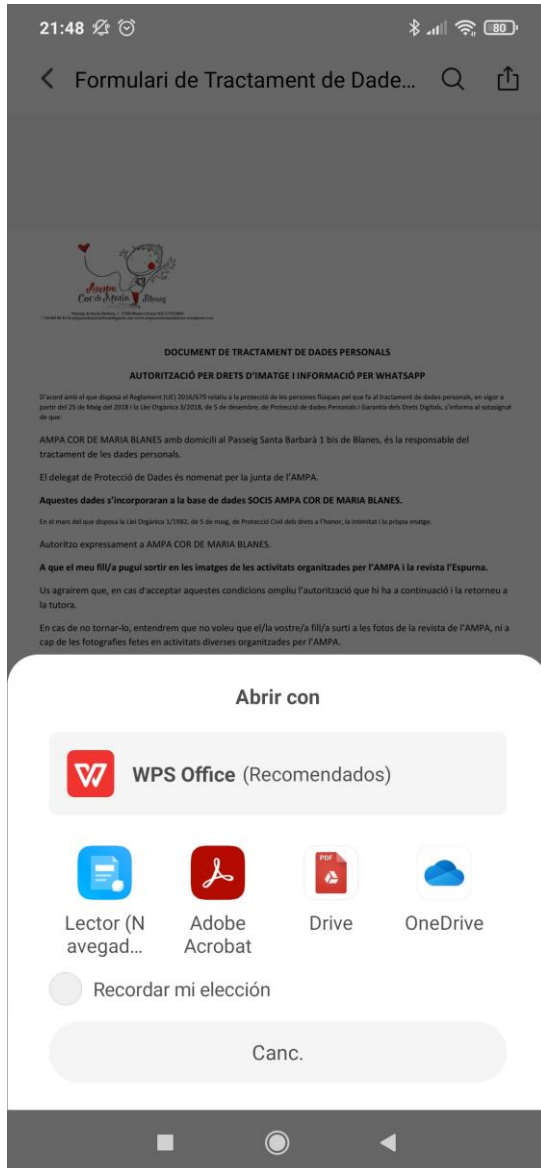 21:48
80
Formulari de Tractament de Dade...
Ampa
Cor de Maria Blanes
DOCUMENT DE TRACTAMENT DE DADES PERSONALS
AUTORITZACIÓ PER DRETS D'IMATGE I INFORMACIÓ PER WHATSAPP
D'acord amb el que disposa el Reglament (UE) 2016/679 relatiu a la protecció de les persones físiques pel que fa al tractament de dades personals, en vigor a
partir del 25 de Maig del 2018 i la Llei Orgànica 3/2018, de 5 de desembre, de Protecció de dades Personals i Garantia dels Drets Digitals, s'informa al sotasignat
de que:
AMPA COR DE MARIA BLANES amb domicili al Passeig Santa Barbarà 1 bis de Blanes, és la responsable del
tractament de les dades personals.
El delegat de Protecció de Dades és nomenat per la junta de l'AMPA.
Aquestes dades s'incorporaran a la base de dades SOCIS AMPA COR DE MARIA BLANES.
En el marc del que disposa la Llei Orgànica 1/1982, de 5 de maig, de Protecció Civil dels drets a l'honor, la intimitat i la pròpia imatge.
Autoritzo expressament a AMPA COR DE MARIA BLANES.
A que el meu fill/a pugui sortir en les imatges de les activitats organitzades per l'AMPA i la revista l'Espurna.
Us agrairem que, en cas d'acceptar aquestes condicions ompliu l'autorització que hi ha a continuació i la retorneu a
la tutora.
En cas de no tornar-lo, entendrem que no voleu que el/la vostre/a fill/a surti a les fotos de la revista de l'AMPA, ni a
cap de les fotografies fetes en activitats diverses organitzades per l'AMPA.
Abrir con
WPS Office (Recomendados)
Lector (N
avegad...
Adobe
Acrobat
PDF
Drive
OneDrive
Recordar mi elección
Canc.